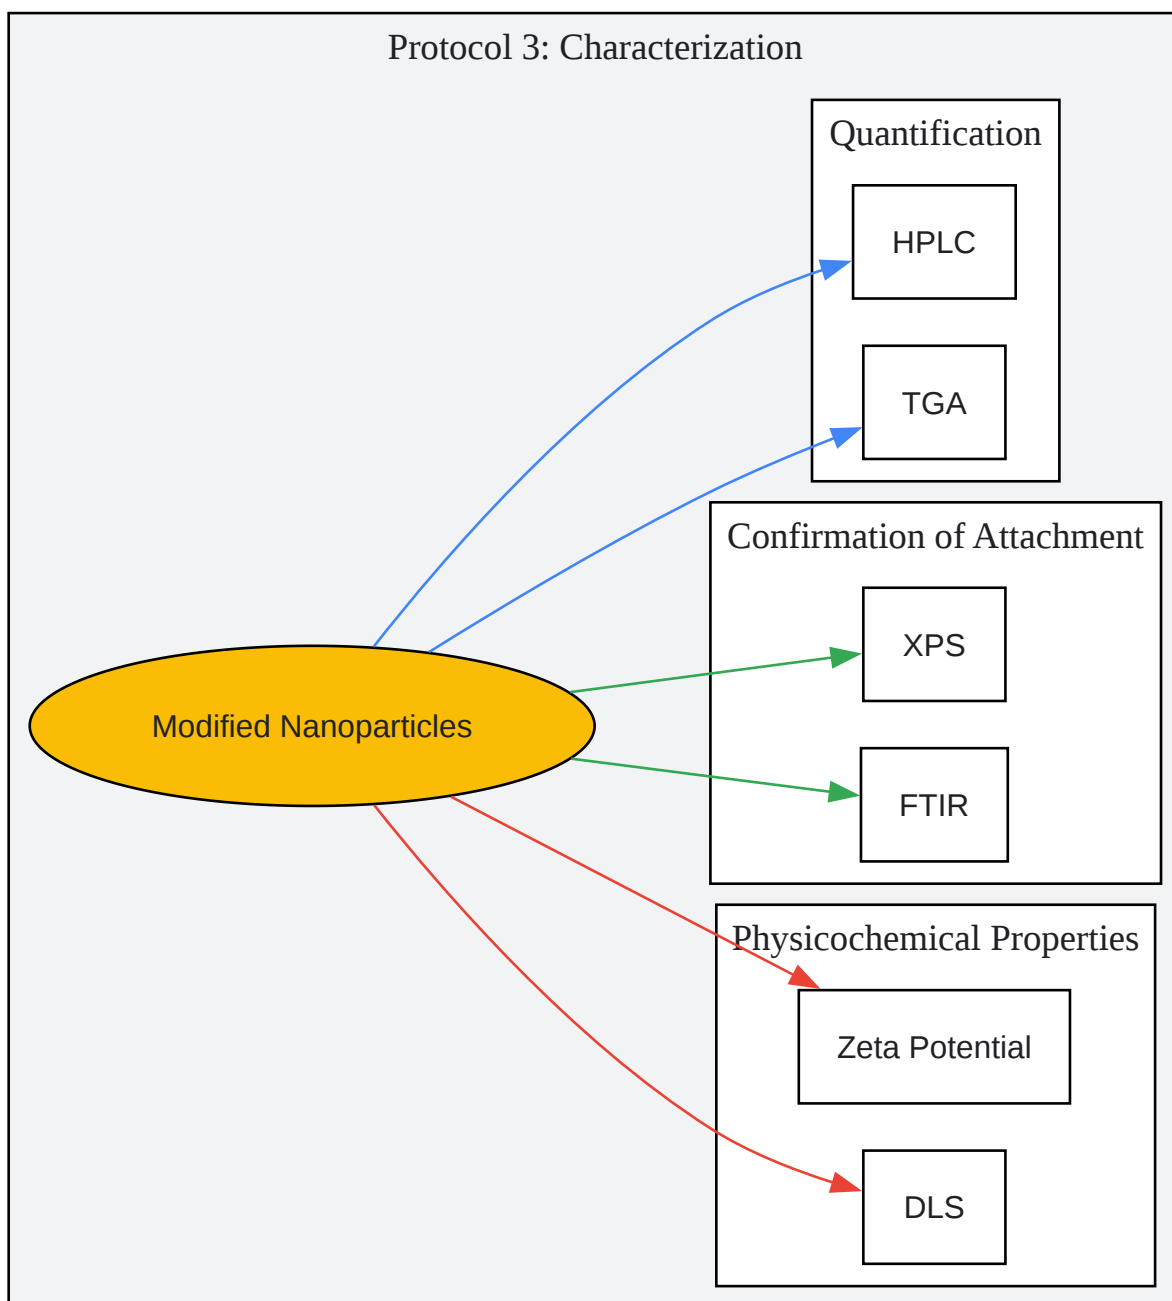 Protocol 3: Characterization
Quantification
HPLC
TGA
Confirmation of Attachment
XPS
Modified Nanoparticles
FTIR
Physicochemical Properties
Zeta Potential
DLS